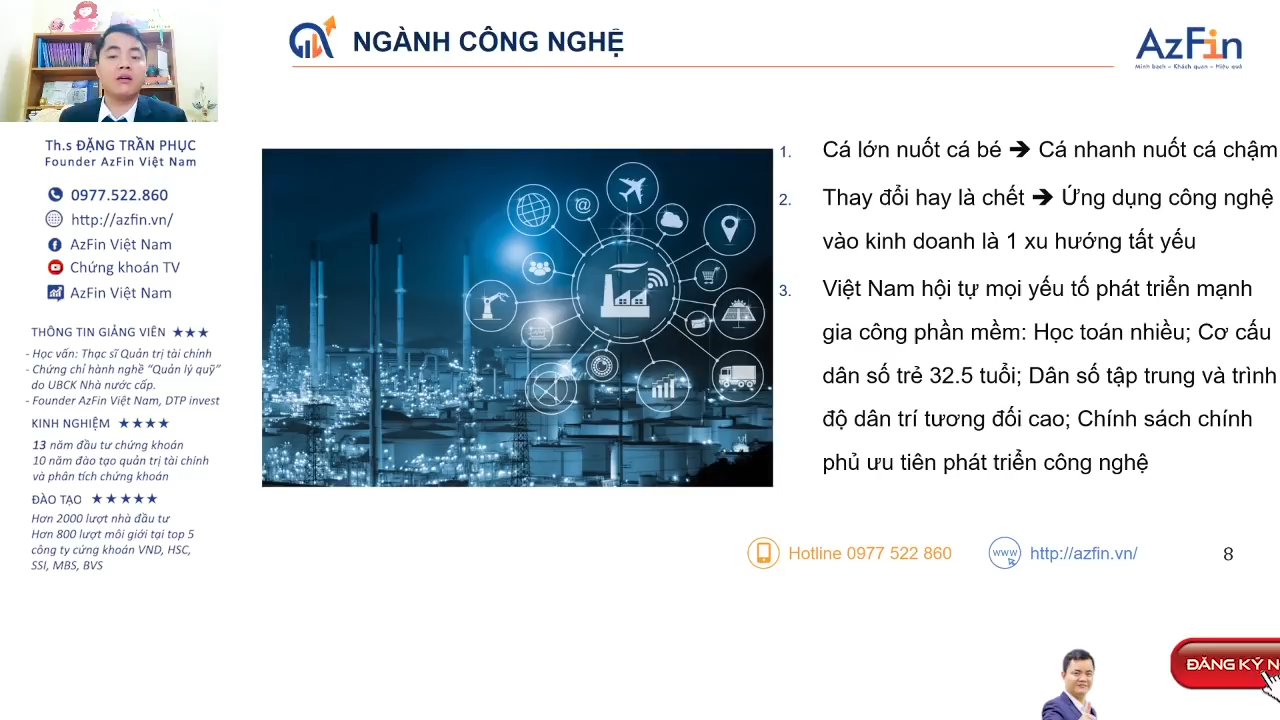 NGÀNH CÔNG NGHỆ
AzFin
Minh bạch – Khách quan – Hiệu quả
Th.s ĐẶNG TRẦN PHỤC
Founder AzFin Việt Nam
0977.522.860
http://azfin.vn/
AzFin Việt Nam
Chứng khoán TV
AzFin Việt Nam
THÔNG TIN GIẢNG VIÊN ★★★
- Học vấn: Thạc sĩ Quản trị tài chính
- Chứng chỉ hành nghề “Quản lý quỹ”
do UBCK Nhà nước cấp.
- Founder AzFin Việt Nam, DTP invest
KINH NGHIỆM ★★★★
13 năm đầu tư chứng khoán
10 năm đào tạo quản trị tài chính
và phân tích chứng khoán
ĐÀO TẠO ★★★★★
Hơn 2000 lượt nhà đầu tư
Hơn 800 lượt môi giới tại top 5
công ty cứng khoán VND, HSC,
SSI, MBS, BVS
1. Cá lớn nuốt cá bé ➔ Cá nhanh nuốt cá chậm
2. Thay đổi hay là chết ➔ Ứng dụng công nghệ
vào kinh doanh là 1 xu hướng tất yếu
3. Việt Nam hội tự mọi yếu tố phát triển mạnh
gia công phần mềm: Học toán nhiều; Cơ cấu
dân số trẻ 32.5 tuổi; Dân số tập trung và trình
độ dân trí tương đối cao; Chính sách chính
phủ ưu tiên phát triển công nghệ
Hotline 0977 522 860
www
http://azfin.vn/
8
ĐĂNG KÝ